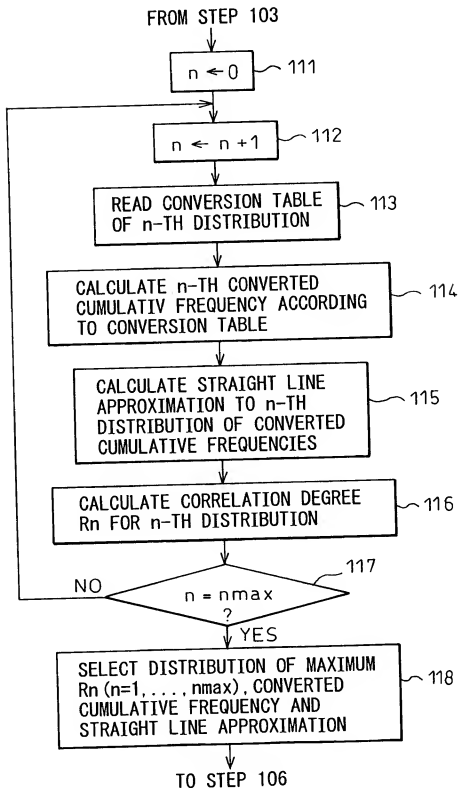 FROM STEP 103
n ← 0
111
n ← n +1
112
READ CONVERSION TABLE
OF n-TH DISTRIBUTION
113
CALCULATE n-TH CONVERTED
CUMULATIV FREQUENCY ACCORDING
TO CONVERSION TABLE
114
CALCULATE STRAIGHT LINE
APPROXIMATION TO n-TH
DISTRIBUTION OF CONVERTED
CUMULATIVE FREQUENCIES
115
CALCULATE CORRELATION DEGREE
Rn FOR n-TH DISTRIBUTION
116
117
NO
n = nmax
?
YES
SELECT DISTRIBUTION OF MAXIMUM
Rn (n=1,...,nmax), CONVERTED
CUMULATIVE FREQUENCY AND
STRAIGHT LINE APPROXIMATION
118
TO STEP 106